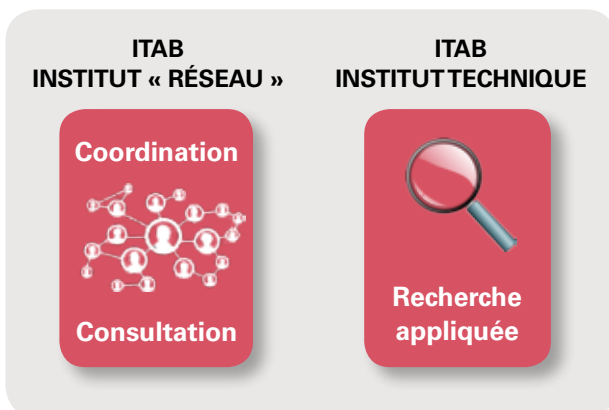 ITAB
INSTITUT « RÉSEAU »
Coordination
Consultation
ITAB
INSTITUT TECHNIQUE
Recherche
appliquée